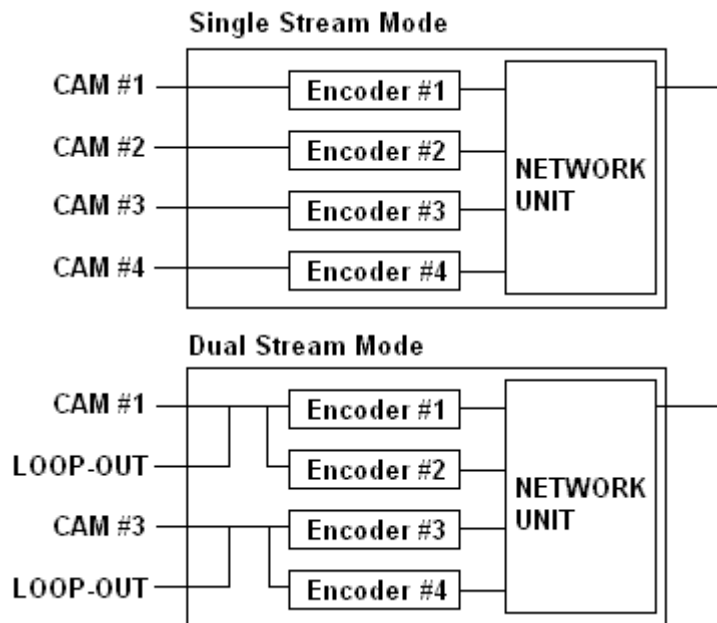 Single Stream Mode
CAM #1
Encoder #1
CAM #2
Encoder #2
NETWORK
UNIT
CAM #3
Encoder #3
CAM #4
Encoder #4
Dual Stream Mode
CAM #1
Encoder #1
LOOP-OUT
Encoder #2
NETWORK
UNIT
CAM #3
Encoder #3
LOOP-OUT
Encoder #4